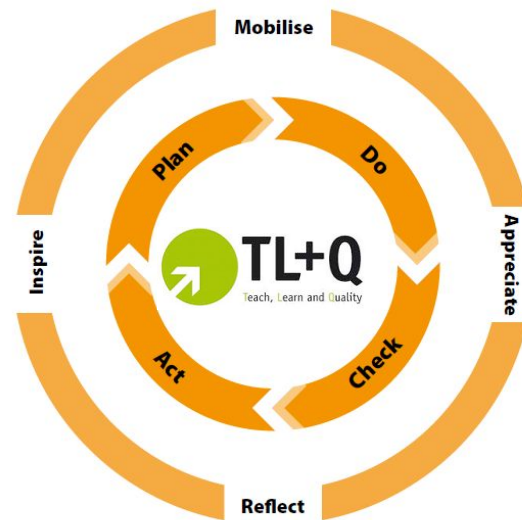 Mobilise
Plan
Do
Inspire
TL+Q
Teach, Learn and Quality
Appreciate
Act
Check
Reflect